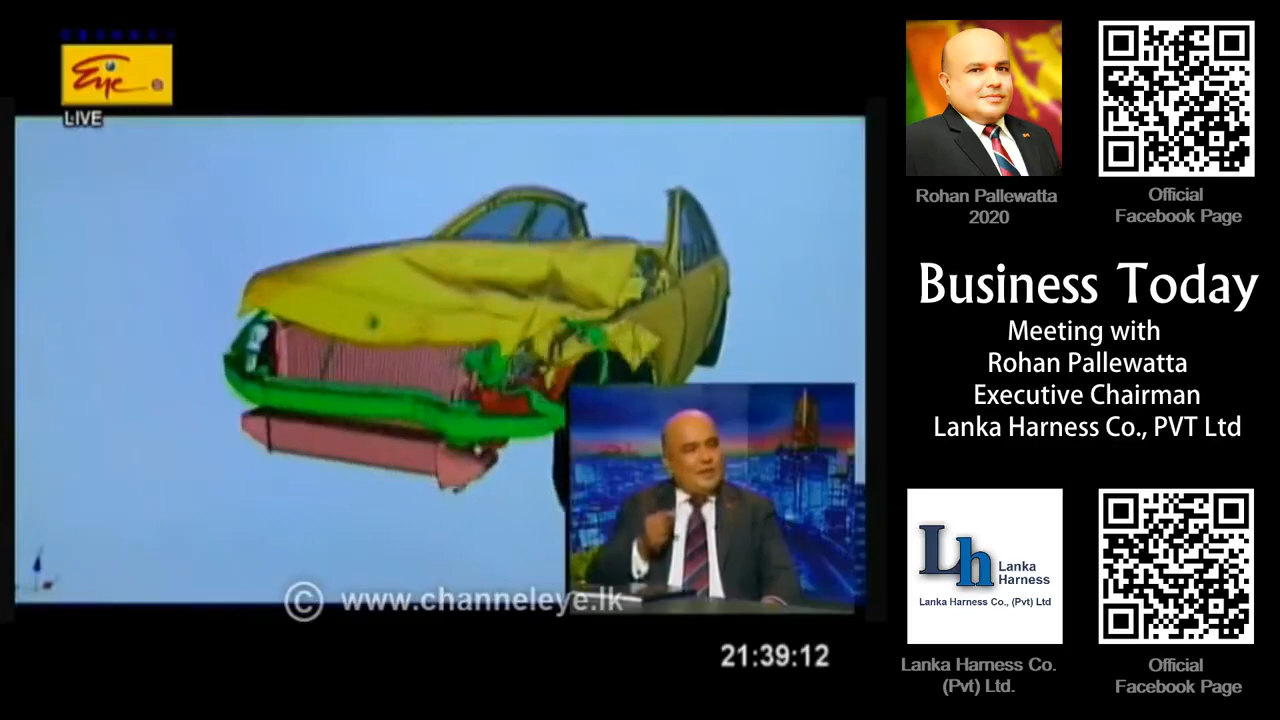 Eye
LIVE
© www.channeleye.lk
21:39:12
Rohan Pallewatta
2020
Official
Facebook Page
Business Today
Meeting with
Rohan Pallewatta
Executive Chairman
Lanka Harness Co., PVT Ltd
Lh Lanka
Harness
Lanka Harness Co., (Pvt) Ltd
Lanka Harness Co.
(Pvt) Ltd.
Official
Facebook Page